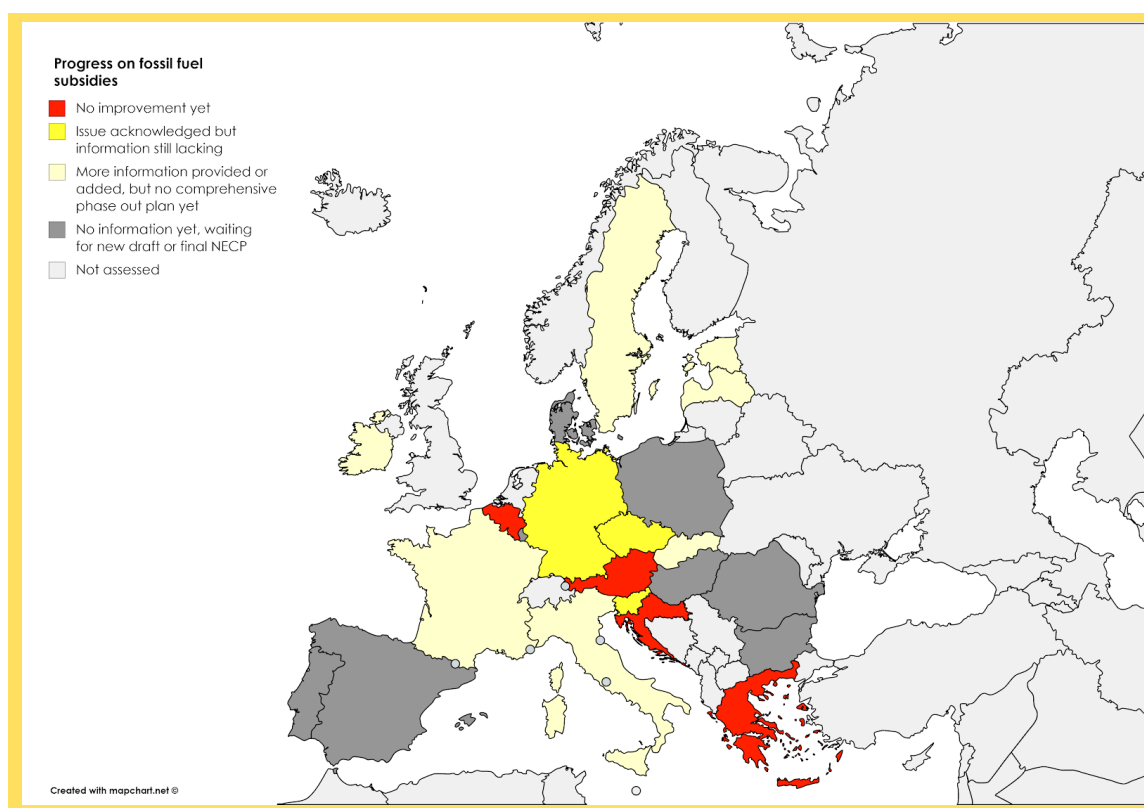 Progress on fossil fuel
subsidies
No improvement yet
Issue acknowledged but
information still lacking
More information provided or
added, but no comprehensive
phase out plan yet
No information yet, waiting
for new draft or final NECP
Not assessed
Created with mapchart.net ©